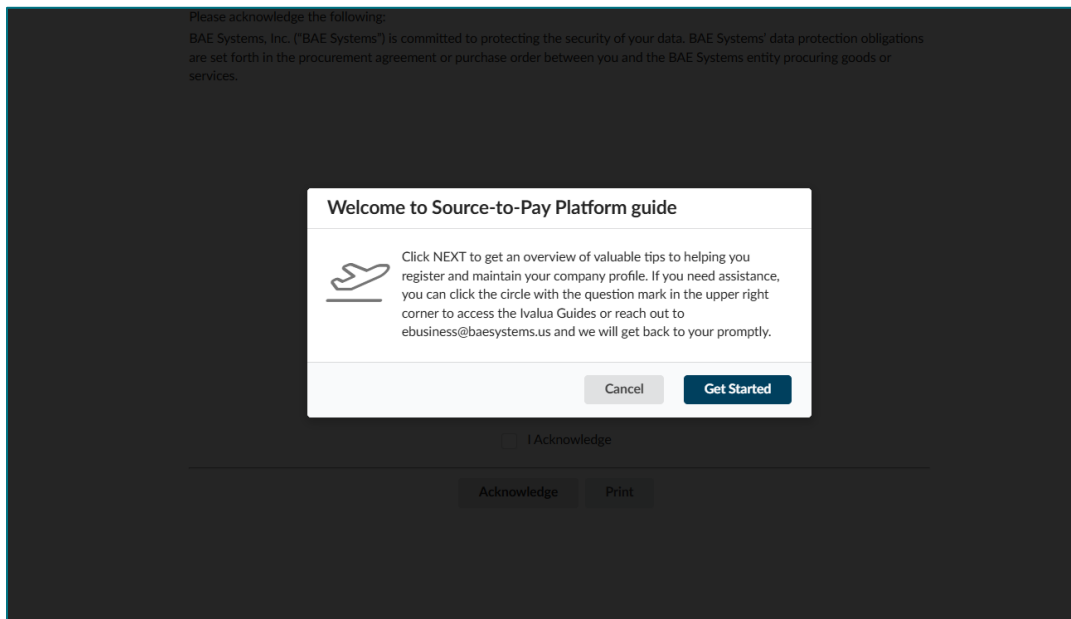 Please acknowledge the following:
BAE Systems, Inc. ("BAE Systems") is committed to protecting the security of your data. BAE Systems' data protection obligations
are set forth in the procurement agreement or purchase order between you and the BAE Systems entity procuring goods or
services.
Welcome to Source-to-Pay Platform guide
Click NEXT to get an overview of valuable tips to helping you
register and maintain your company profile. If you need assistance,
you can click the circle with the question mark in the upper right
corner to access the Ivalua Guides or reach out to
ebusiness@baesystems.us and we will get back to your promptly.
Cancel
Get Started
I Acknowledge
Acknowledge
Print